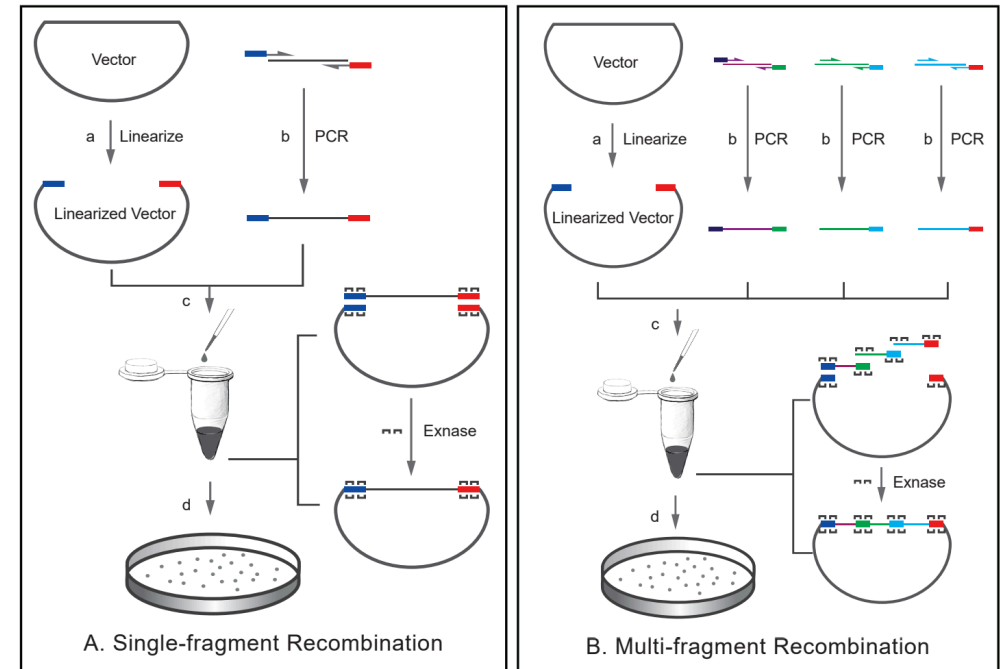 Vector
a Linearize
b PCR
Linearized Vector
c
Exnase
d
A. Single-fragment Recombination
Vector
a Linearize
b PCR
b PCR
b PCR
Linearized Vector
c
Exnase
d
B. Multi-fragment Recombination